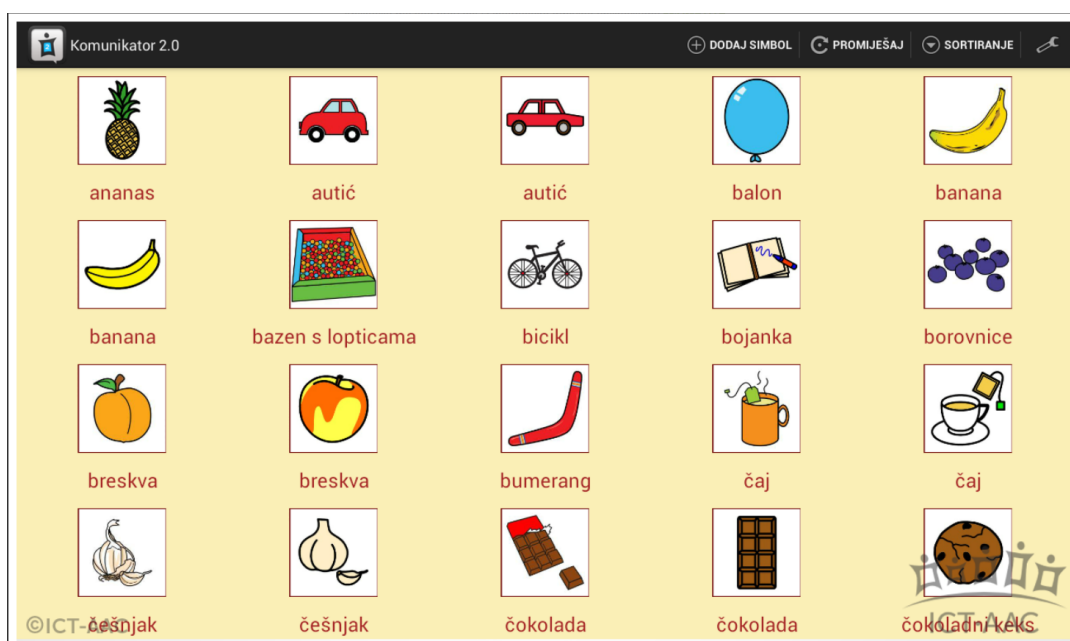 Komunikator 2.0 DODAJ SIMBOL PROMIJEŠAJ SORTIRANJE
ananas autić autić balon banana
banana bazen s lopticama bicikl bojanka borovnice
breskva breskva bumerang čaj čaj
češnjak češnjak čokolada čokolada čokoladni keks
©ICT-AAC ICT-AAC